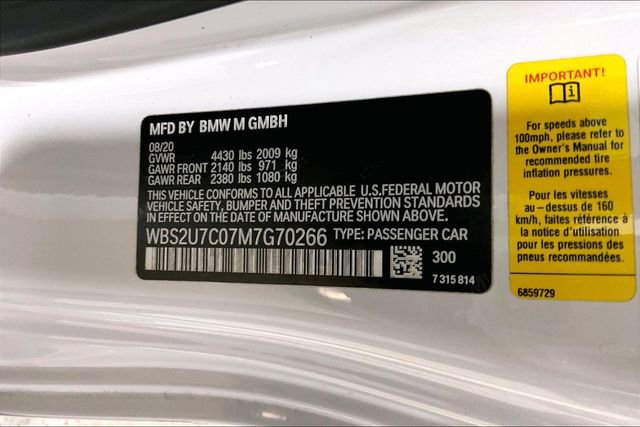 MFD BY BMW M GMBH
08/20
GVWR 4430 lbs 2009 kg
GAWR FRONT 2140 lbs 971 kg
GAWR REAR 2380 lbs 1080 kg
THIS VEHICLE CONFORMS TO ALL APPLICABLE U.S.FEDERAL MOTOR
VEHICLE SAFETY, BUMPER AND THEFT PREVENTION STANDARDS
IN EFFECT ON THE DATE OF MANUFACTURE SHOWN ABOVE.
WBS2U7C07M7G70266 TYPE: PASSENGER CAR
300
7 315 814
IMPORTANT!
For speeds above
100mph, please refer to
the Owner's Manual for
recommended tire
inflation pressures.
Pour les vitesses
au-dessus de 160
km/h, faites référence à
la notice d'utilisation
pour les pressions des
pneus recommandées.
6859729